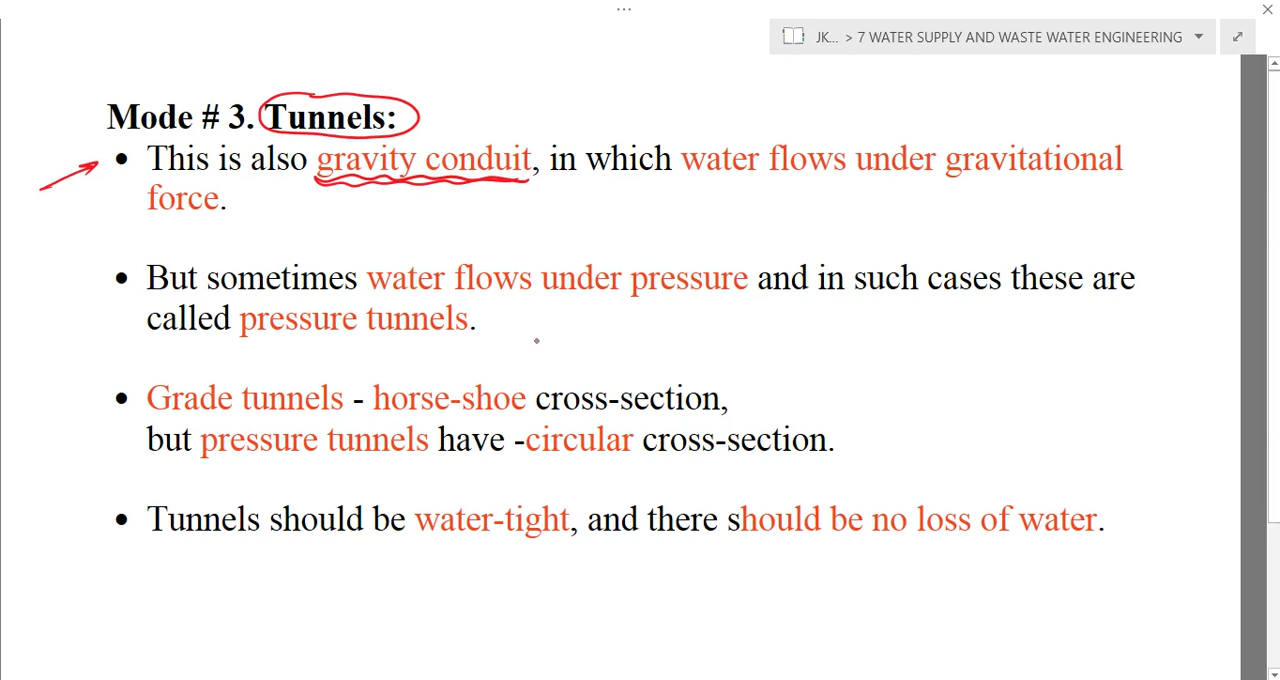 JK... > 7 WATER SUPPLY AND WASTE WATER ENGINEERING
Mode # 3. Tunnels:
• This is also gravity conduit, in which water flows under gravitational
force.
• But sometimes water flows under pressure and in such cases these are
called pressure tunnels.
• Grade tunnels - horse-shoe cross-section,
but pressure tunnels have -circular cross-section.
• Tunnels should be water-tight, and there should be no loss of water.